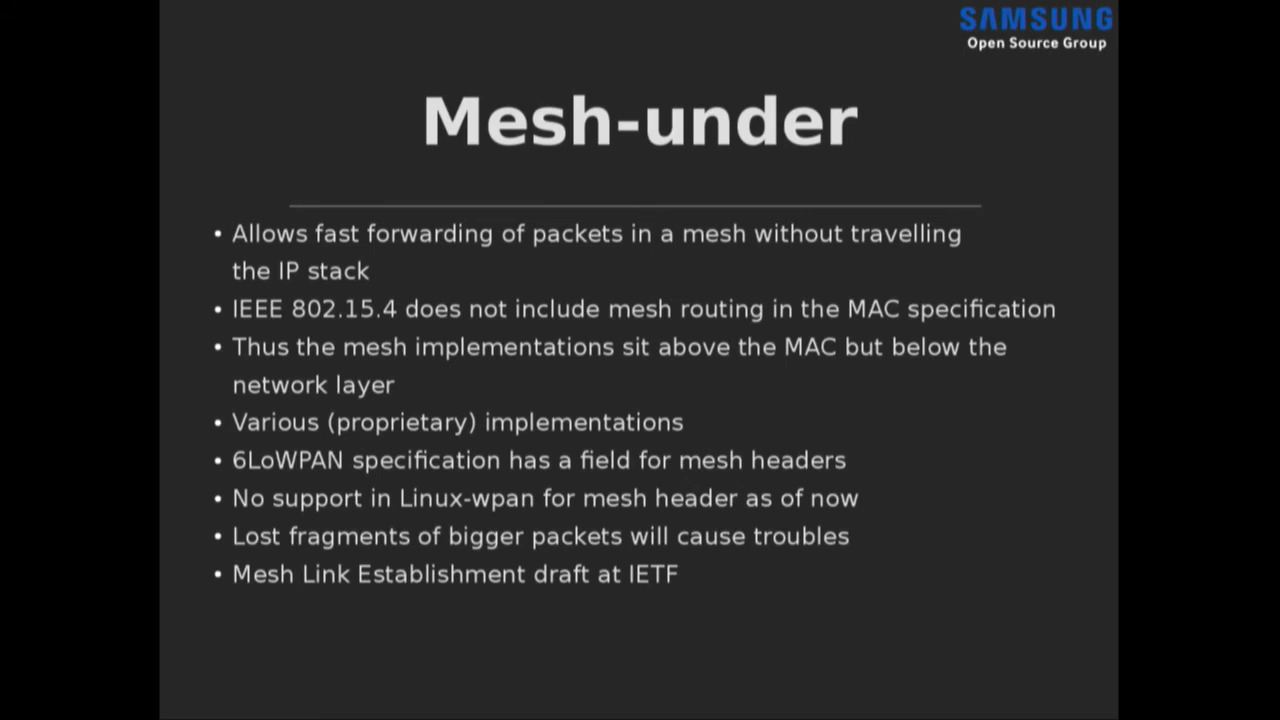 SAMSUNG
Open Source Group
Mesh-under
• Allows fast forwarding of packets in a mesh without travelling
the IP stack
• IEEE 802.15.4 does not include mesh routing in the MAC specification
• Thus the mesh implementations sit above the MAC but below the
network layer
• Various (proprietary) implementations
• 6LoWPAN specification has a field for mesh headers
• No support in Linux-wpan for mesh header as of now
• Lost fragments of bigger packets will cause troubles
• Mesh Link Establishment draft at IETF